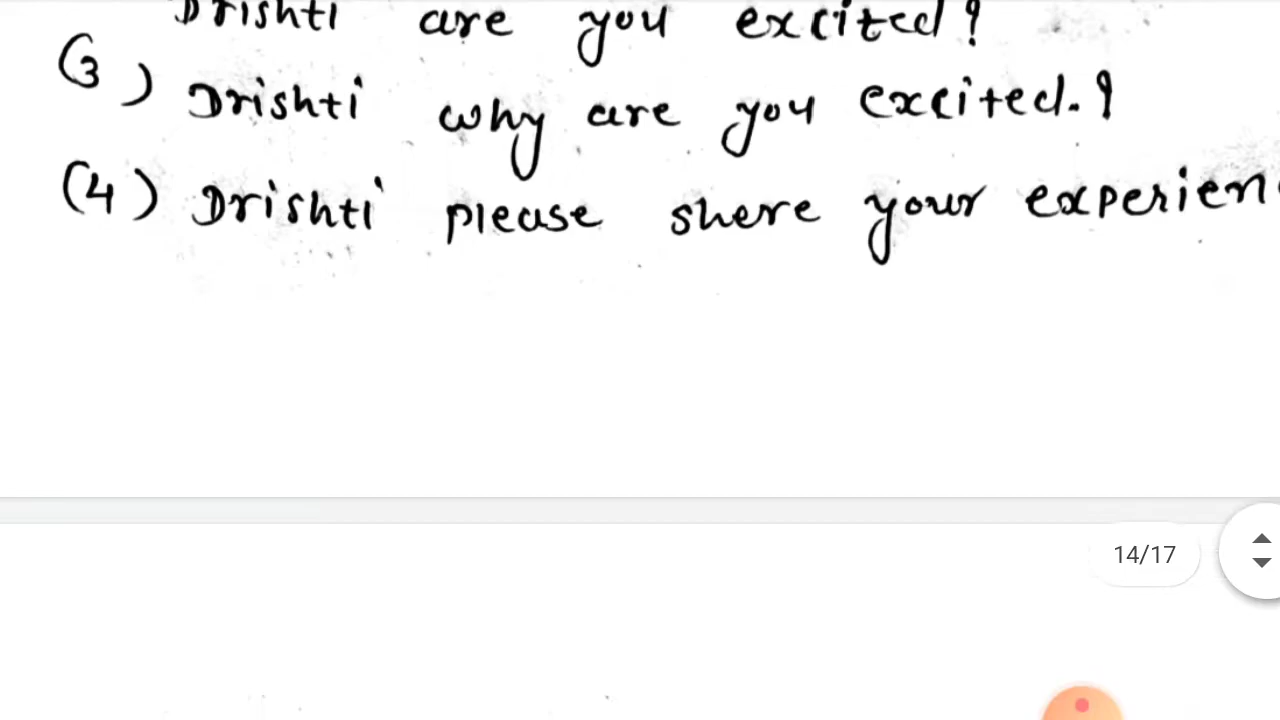 Drishti are you excited?
(3) Drishti why are you excited.?
(4) Drishti please shere your experien
14/17